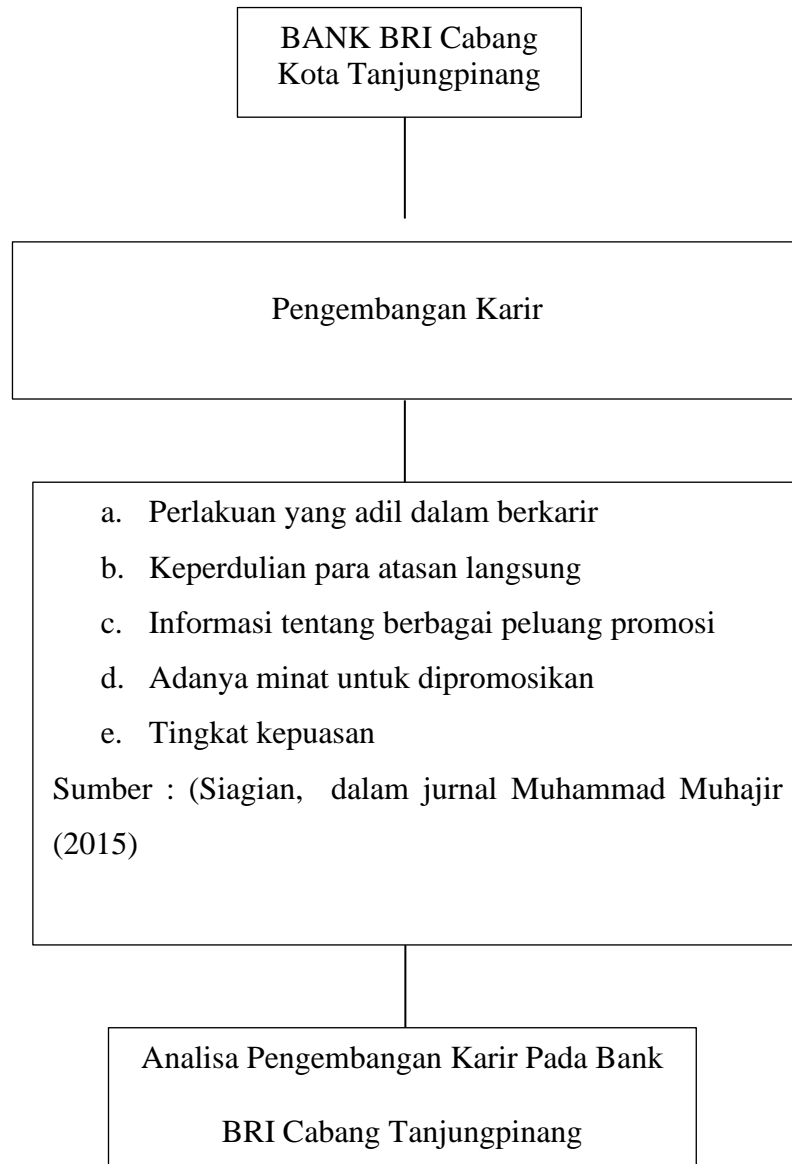 BANK BRI Cabang
Kota Tanjungpinang
Pengembangan Karir
a. Perlakuan yang adil dalam berkarir
b. Keperdulian para atasan langsung
c. Informasi tentang berbagai peluang promosi
d. Adanya minat untuk dipromosikan
e. Tingkat kepuasan
Sumber : (Siagian, dalam jurnal Muhammad Muhajir
(2015)
Analisa Pengembangan Karir Pada Bank
BRI Cabang Tanjungpinang